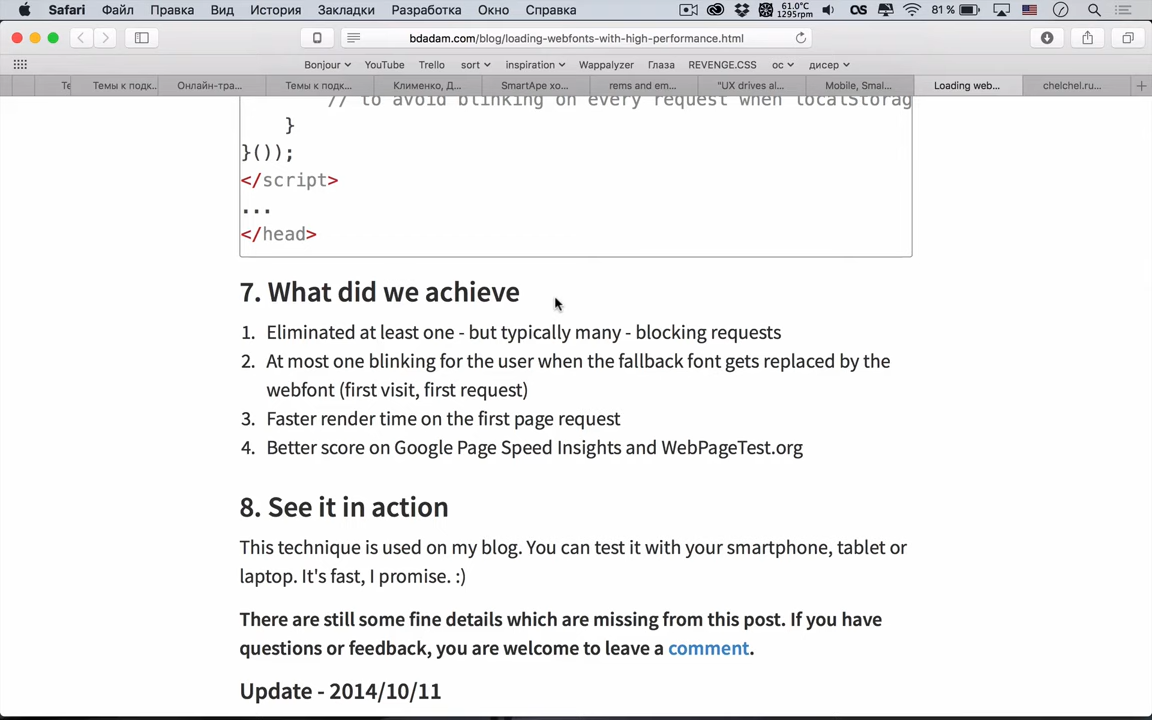 Safari Файл Правка Вид История Закладки Разработка Окно Справка 61.0°C 1295rpm OS 81 %
bdadam.com/blog/loading-webfonts-with-high-performance.html
Bonjour YouTube Trello sort inspiration Wappalyzer Глаза REVENGE.CSS ос дисер
Темы к подк... Онлайн-тра... Темы к подк... Клименко, Д... SmartApe хо... rems and em... "UX drives al... Mobile, Smal... Loading web... chelchel.ru...
// to avoid blinking on every request when localStorag
}
}());
</script>
...
</head>
7. What did we achieve
1. Eliminated at least one - but typically many - blocking requests
2. At most one blinking for the user when the fallback font gets replaced by the
webfont (first visit, first request)
3. Faster render time on the first page request
4. Better score on Google Page Speed Insights and WebPageTest.org
8. See it in action
This technique is used on my blog. You can test it with your smartphone, tablet or
laptop. It's fast, I promise. :)
There are still some fine details which are missing from this post. If you have
questions or feedback, you are welcome to leave a comment.
Update - 2014/10/11